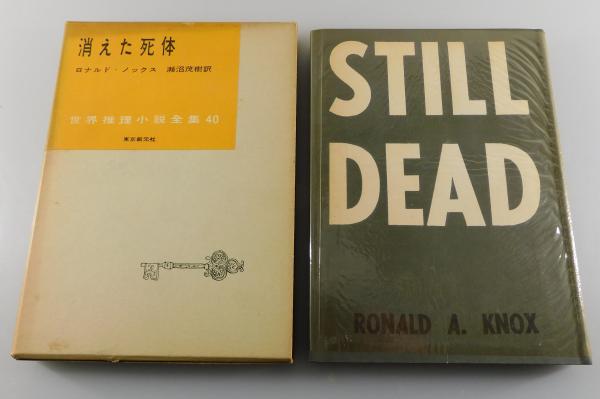 消えた死体
ロナルド・ノックス 瀬沼茂樹訳
世界推理小説全集 40
東京創元社
STILL
DEAD
RONALD A. KNOX